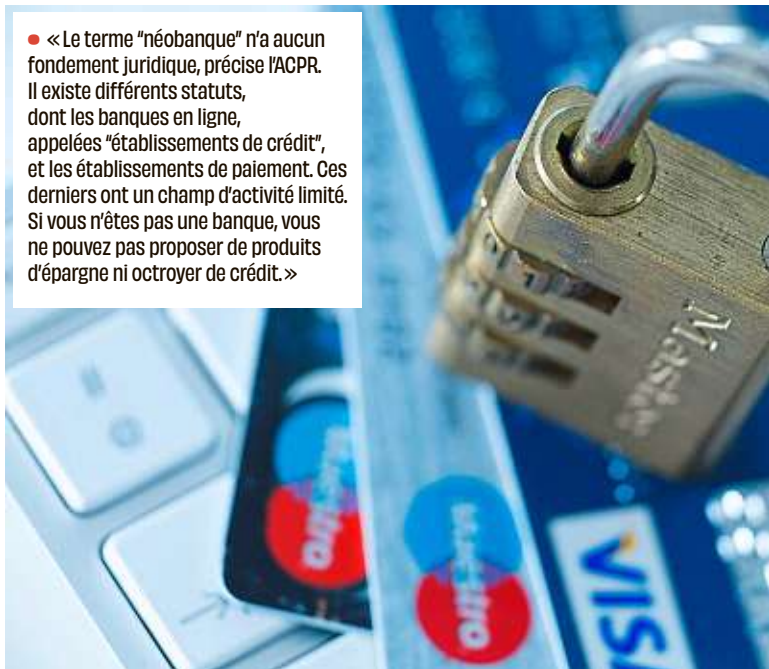 • «Le terme “néobanque” n’a aucun
fondement juridique, précise l’ACPR.
Il existe différents statuts,
dont les banques en ligne,
appelées “établissements de crédit”,
et les établissements de paiement. Ces
derniers ont un champ d’activité limité.
Si vous n’êtes pas une banque, vous
ne pouvez pas proposer de produits
d’épargne ni octroyer de crédit.»
Master
Maestro
Maestro
VISA